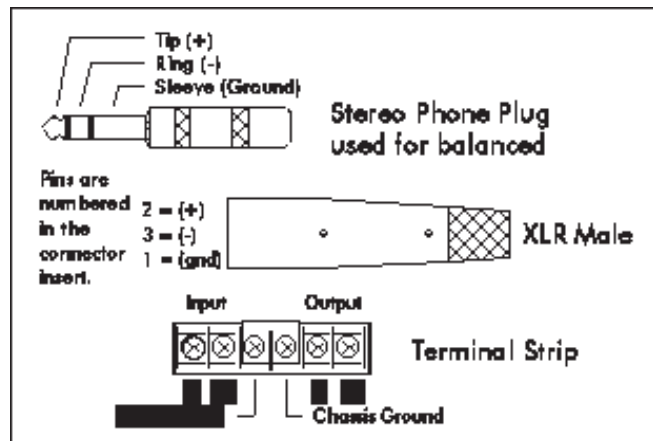 Tip (+)
Ring (-)
Sleeve (Ground)
Stereo Phone Plug
used for balanced
Pins are
numbered
in the
connector
insert.
2 = (+)
3 = (-)
1 = (gnd)
XLR Male
Input
Output
Terminal Strip
Chassis Ground